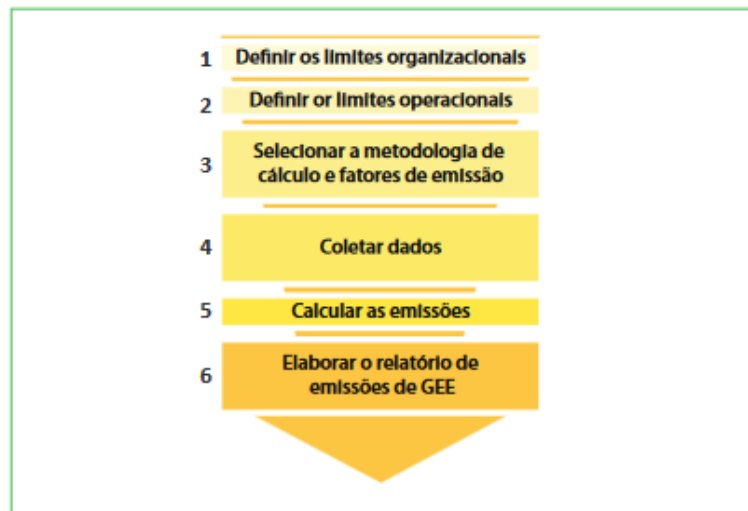 1 Definir os limites organizacionais
2 Definir or limites operacionais
3 Selecionar a metodologia de
cálculo e fatores de emissão
4 Coletar dados
5 Calcular as emissões
6 Elaborar o relatório de
emissões de GEE